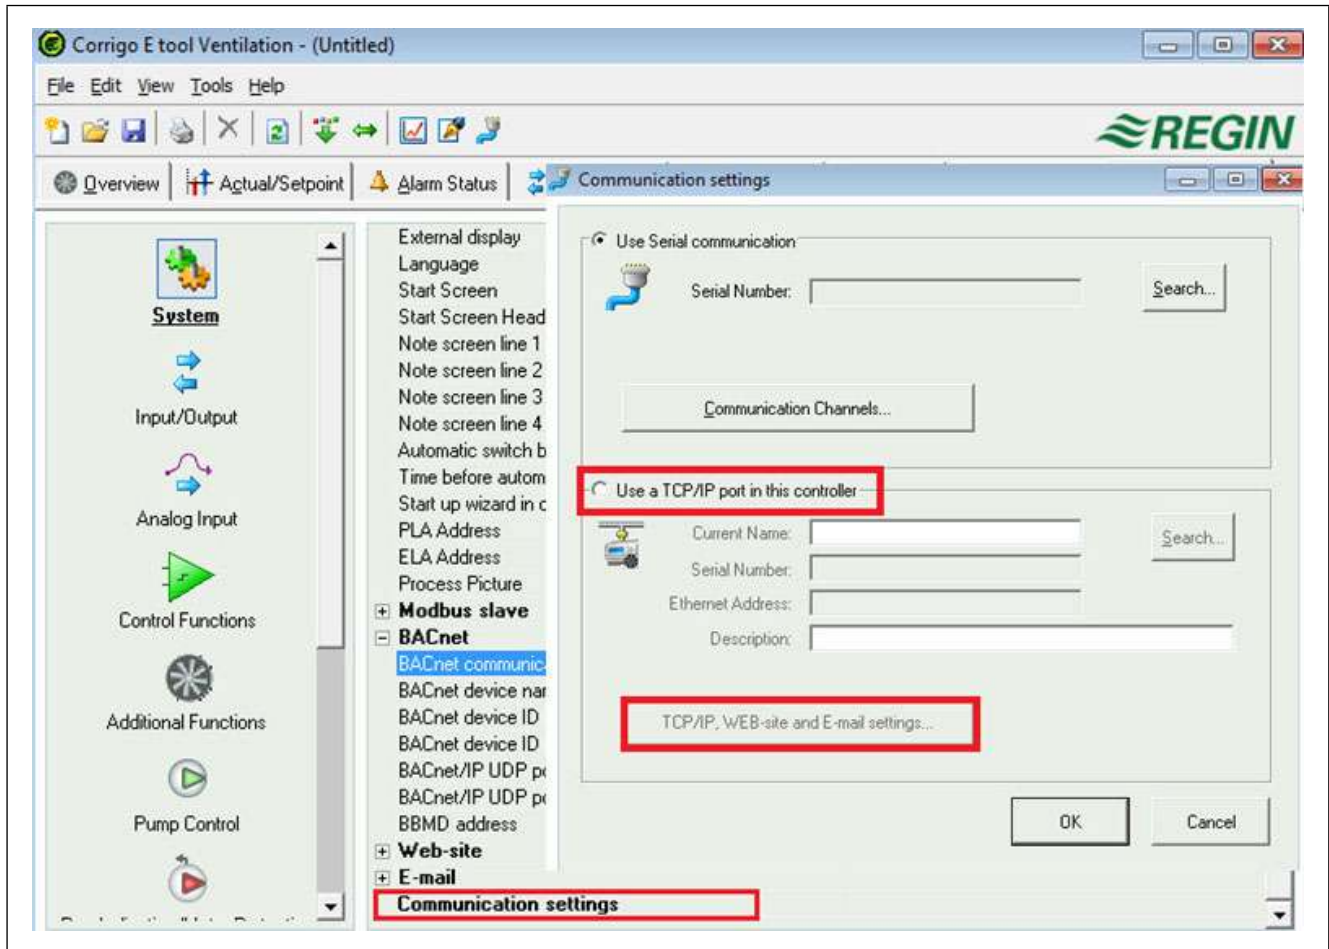 Corrigo E tool Ventilation - (Untitled)
File Edit View Tools Help
REGIN
Overview Actual/Setpoint Alarm Status
Communication settings
System
Input/Output
Analog Input
Control Functions
Additional Functions
Pump Control
External display
Language
Start Screen
Start Screen Head
Note screen line 1
Note screen line 2
Note screen line 3
Note screen line 4
Automatic switch b
Time before autom
Start up wizard in c
PLA Address
ELA Address
Process Picture
Modbus slave
BACnet
BACnet communic
BACnet device nar
BACnet device ID
BACnet device ID
BACnet/IP UDP po
BACnet/IP UDP po
BBMD address
Web-site
E-mail
Communication settings
Use Serial communication
Serial Number:
Search...
Communication Channels...
Use a TCP/IP port in this controller
Current Name:
Search...
Serial Number:
Ethernet Address:
Description:
TCP/IP, WEB-site and E-mail settings...
OK Cancel